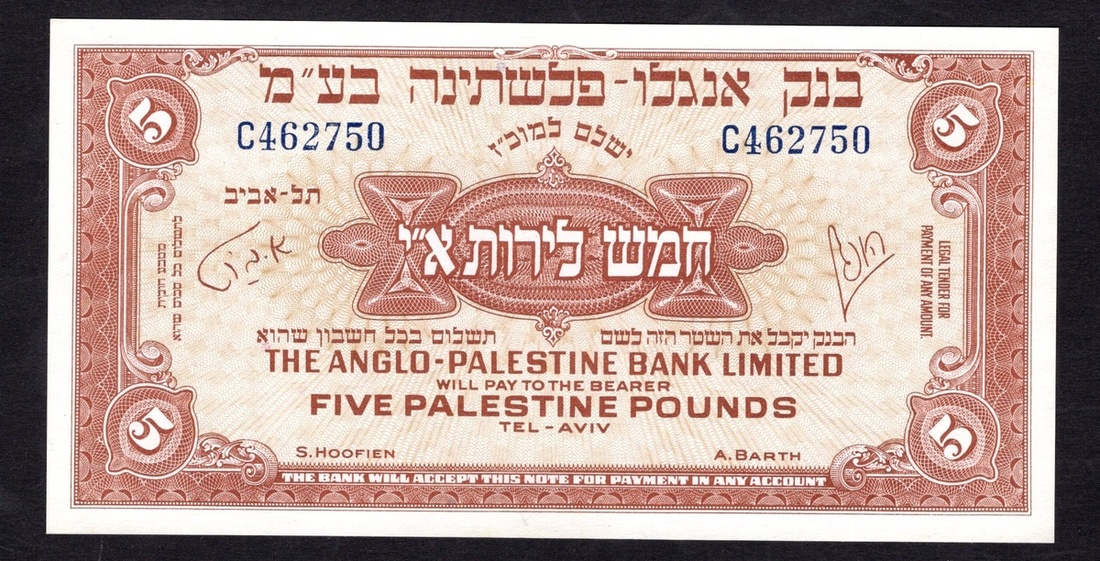 בנק אנגלו-פלשתינה בע"מ
C462750
C462750
ישלם למוכ"ז
תל-אביב
חמש לירות א"י
הבנק יקבל את השטר הזה לשם תשלום בכל חשבון שהוא
THE ANGLO-PALESTINE BANK LIMITED
WILL PAY TO THE BEARER
FIVE PALESTINE POUNDS
TEL-AVIV
S. HOOFIEN
A. BARTH
THE BANK WILL ACCEPT THIS NOTE FOR PAYMENT IN ANY ACCOUNT
LEGAL TENDER FOR
PAYMENT OF ANY AMOUNT.
5
5
5
5